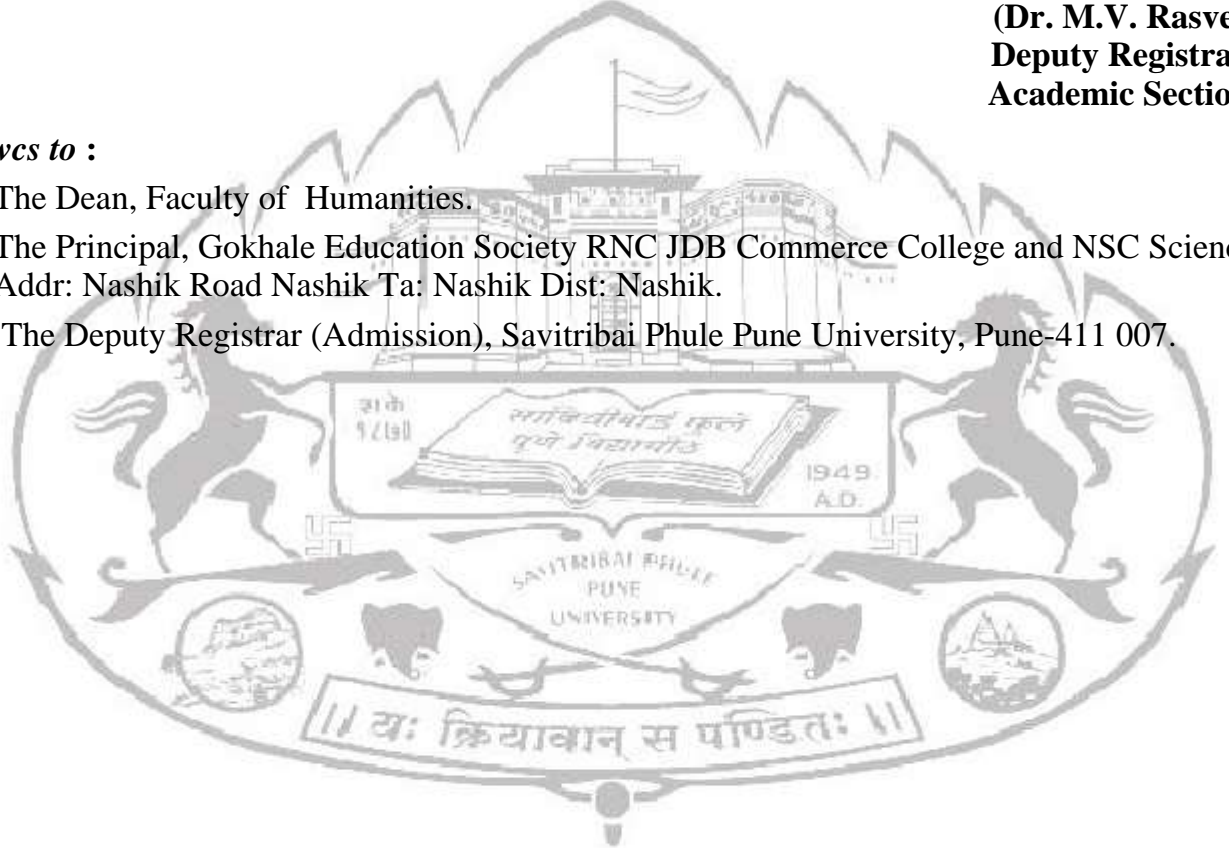 (Dr. M.V. Rasve
Deputy Registra
Academic Sectio
wcs to :
The Dean, Faculty of Humanities.
The Principal, Gokhale Education Society RNC JDB Commerce College and NSC Scienc
Addr: Nashik Road Nashik Ta: Nashik Dist: Nashik.
The Deputy Registrar (Admission), Savitribai Phule Pune University, Pune-411 007.
शके
सावित्रीबाई फुले
पुणे विद्यापीठ
1949
A.D.
SAVITRIBAI PHULE
PUNE
UNIVERSITY
।। यः क्रियावान् स पण्डितः ।।